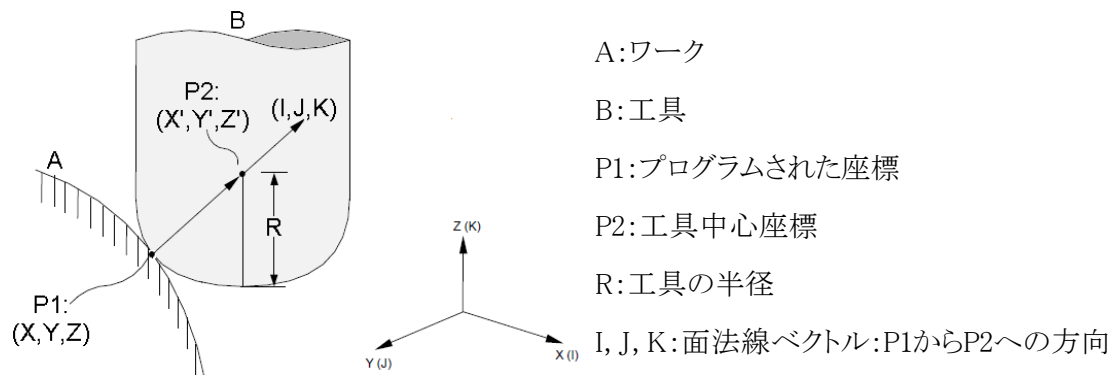 B
P2:
(X',Y',Z')
(I,J,K)
A
R
P1:
(X,Y,Z)
Z (K)
Y (J)
X (I)
A:ワーク
B:工具
P1:プログラムされた座標
P2:工具中心座標
R:工具の半径
I, J, K:面法線ベクトル:P1からP2への方向